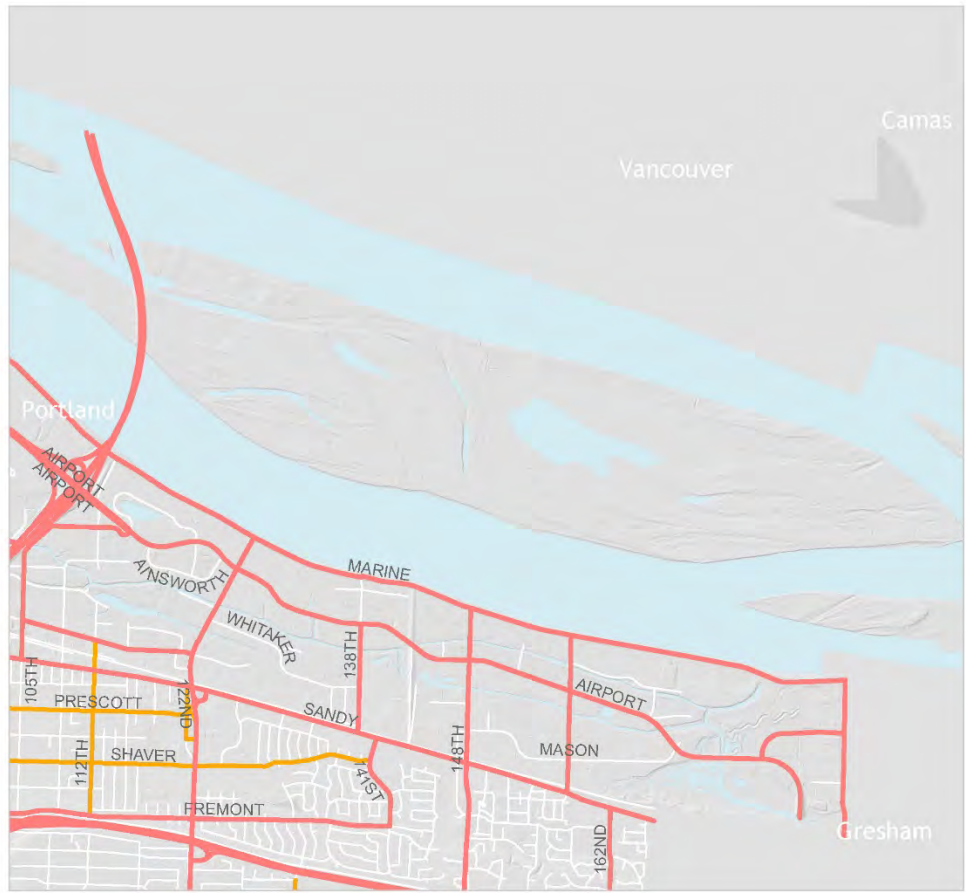 Camas
Vancouver
Portland
AIRPORT
AIRPORT
MARINE
AINSWORTH
WHITAKER
138TH
105TH
122ND
PRESCOTT
SANDY
AIRPORT
112TH
SHAVER
141ST
148TH
MASON
FREMONT
162ND
Gresham